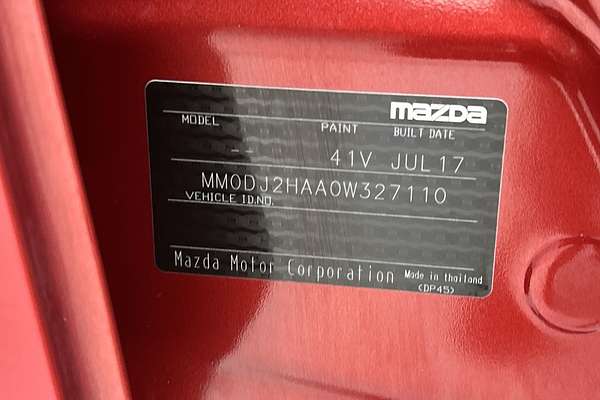 mazda
MODEL PAINT BUILT DATE
-- 41V JUL 17
MM0DJ2HAA0W327110
VEHICLE ID.NO.
Mazda Motor Corporation Made in thailand
(DP45)